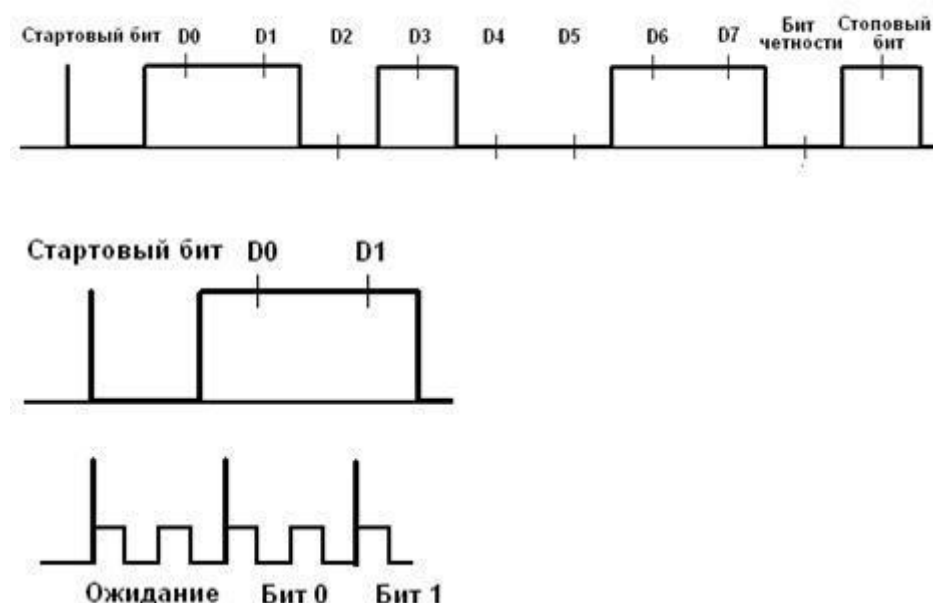 Стартовый бит D0 D1 D2 D3 D4 D5 D6 D7 Бит четности Стоповый бит
Стартовый бит D0 D1
Ожидание Бит 0 Бит 1